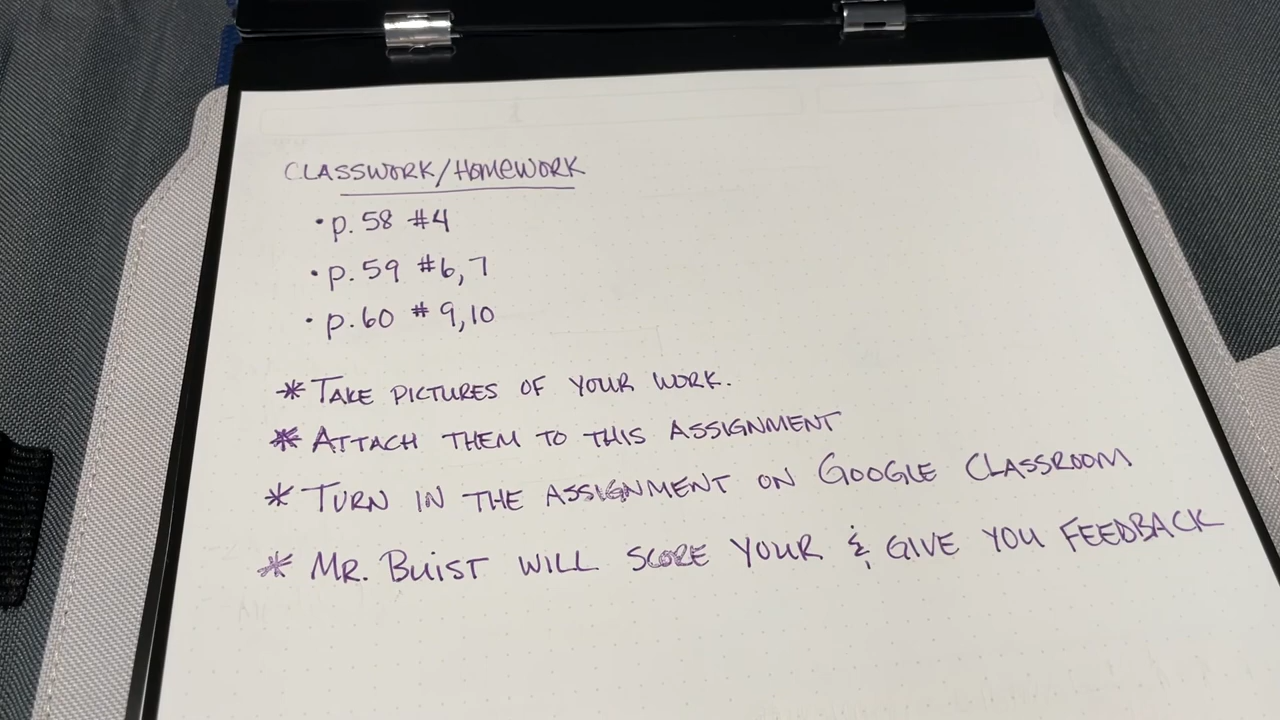 CLASSWORK/HOMEWORK
• p. 58 #4
• p. 59 #6, 7
• p. 60 # 9, 10
* TAKE PICTURES OF YOUR WORK.
* ATTACH THEM TO THIS ASSIGNMENT
* TURN IN THE ASSIGNMENT ON GOOGLE CLASSROOM
* MR. BUIST WILL SCORE YOUR & GIVE YOU FEEDBACK